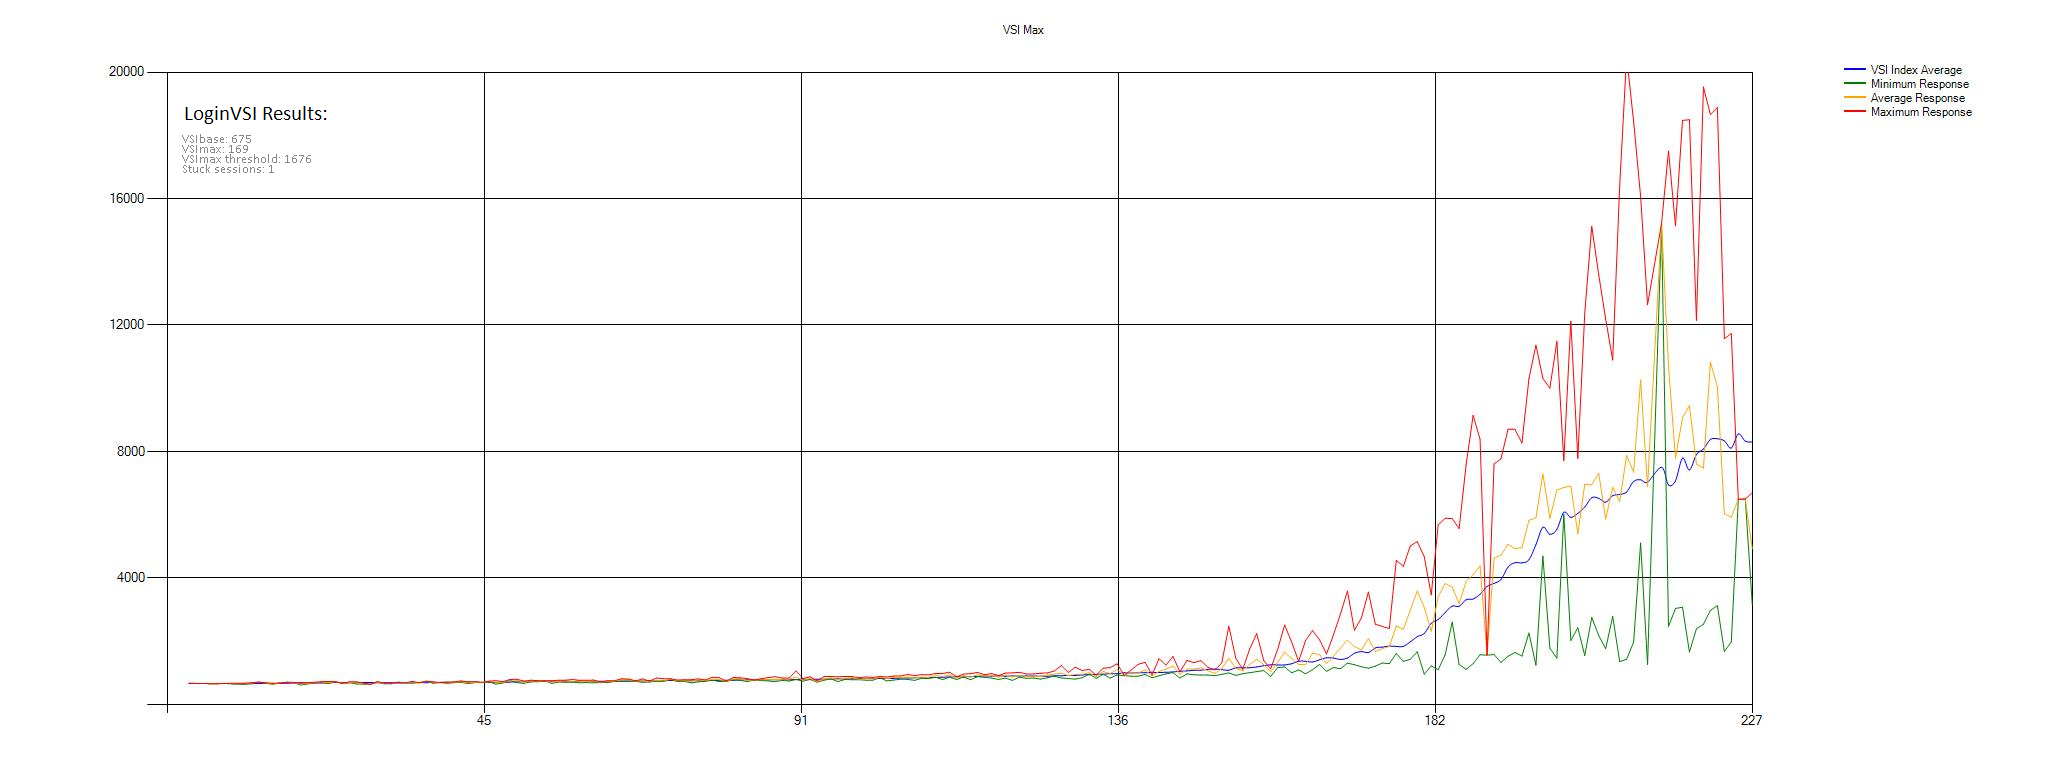 VSI Max
20000
16000
12000
8000
4000
LoginVSI Results:
VSIbase: 675
VSImax: 169
VSImax threshold: 1676
Stuck sessions: 1
VSI Index Average
Minimum Response
Average Response
Maximum Response
45
91
136
182
227